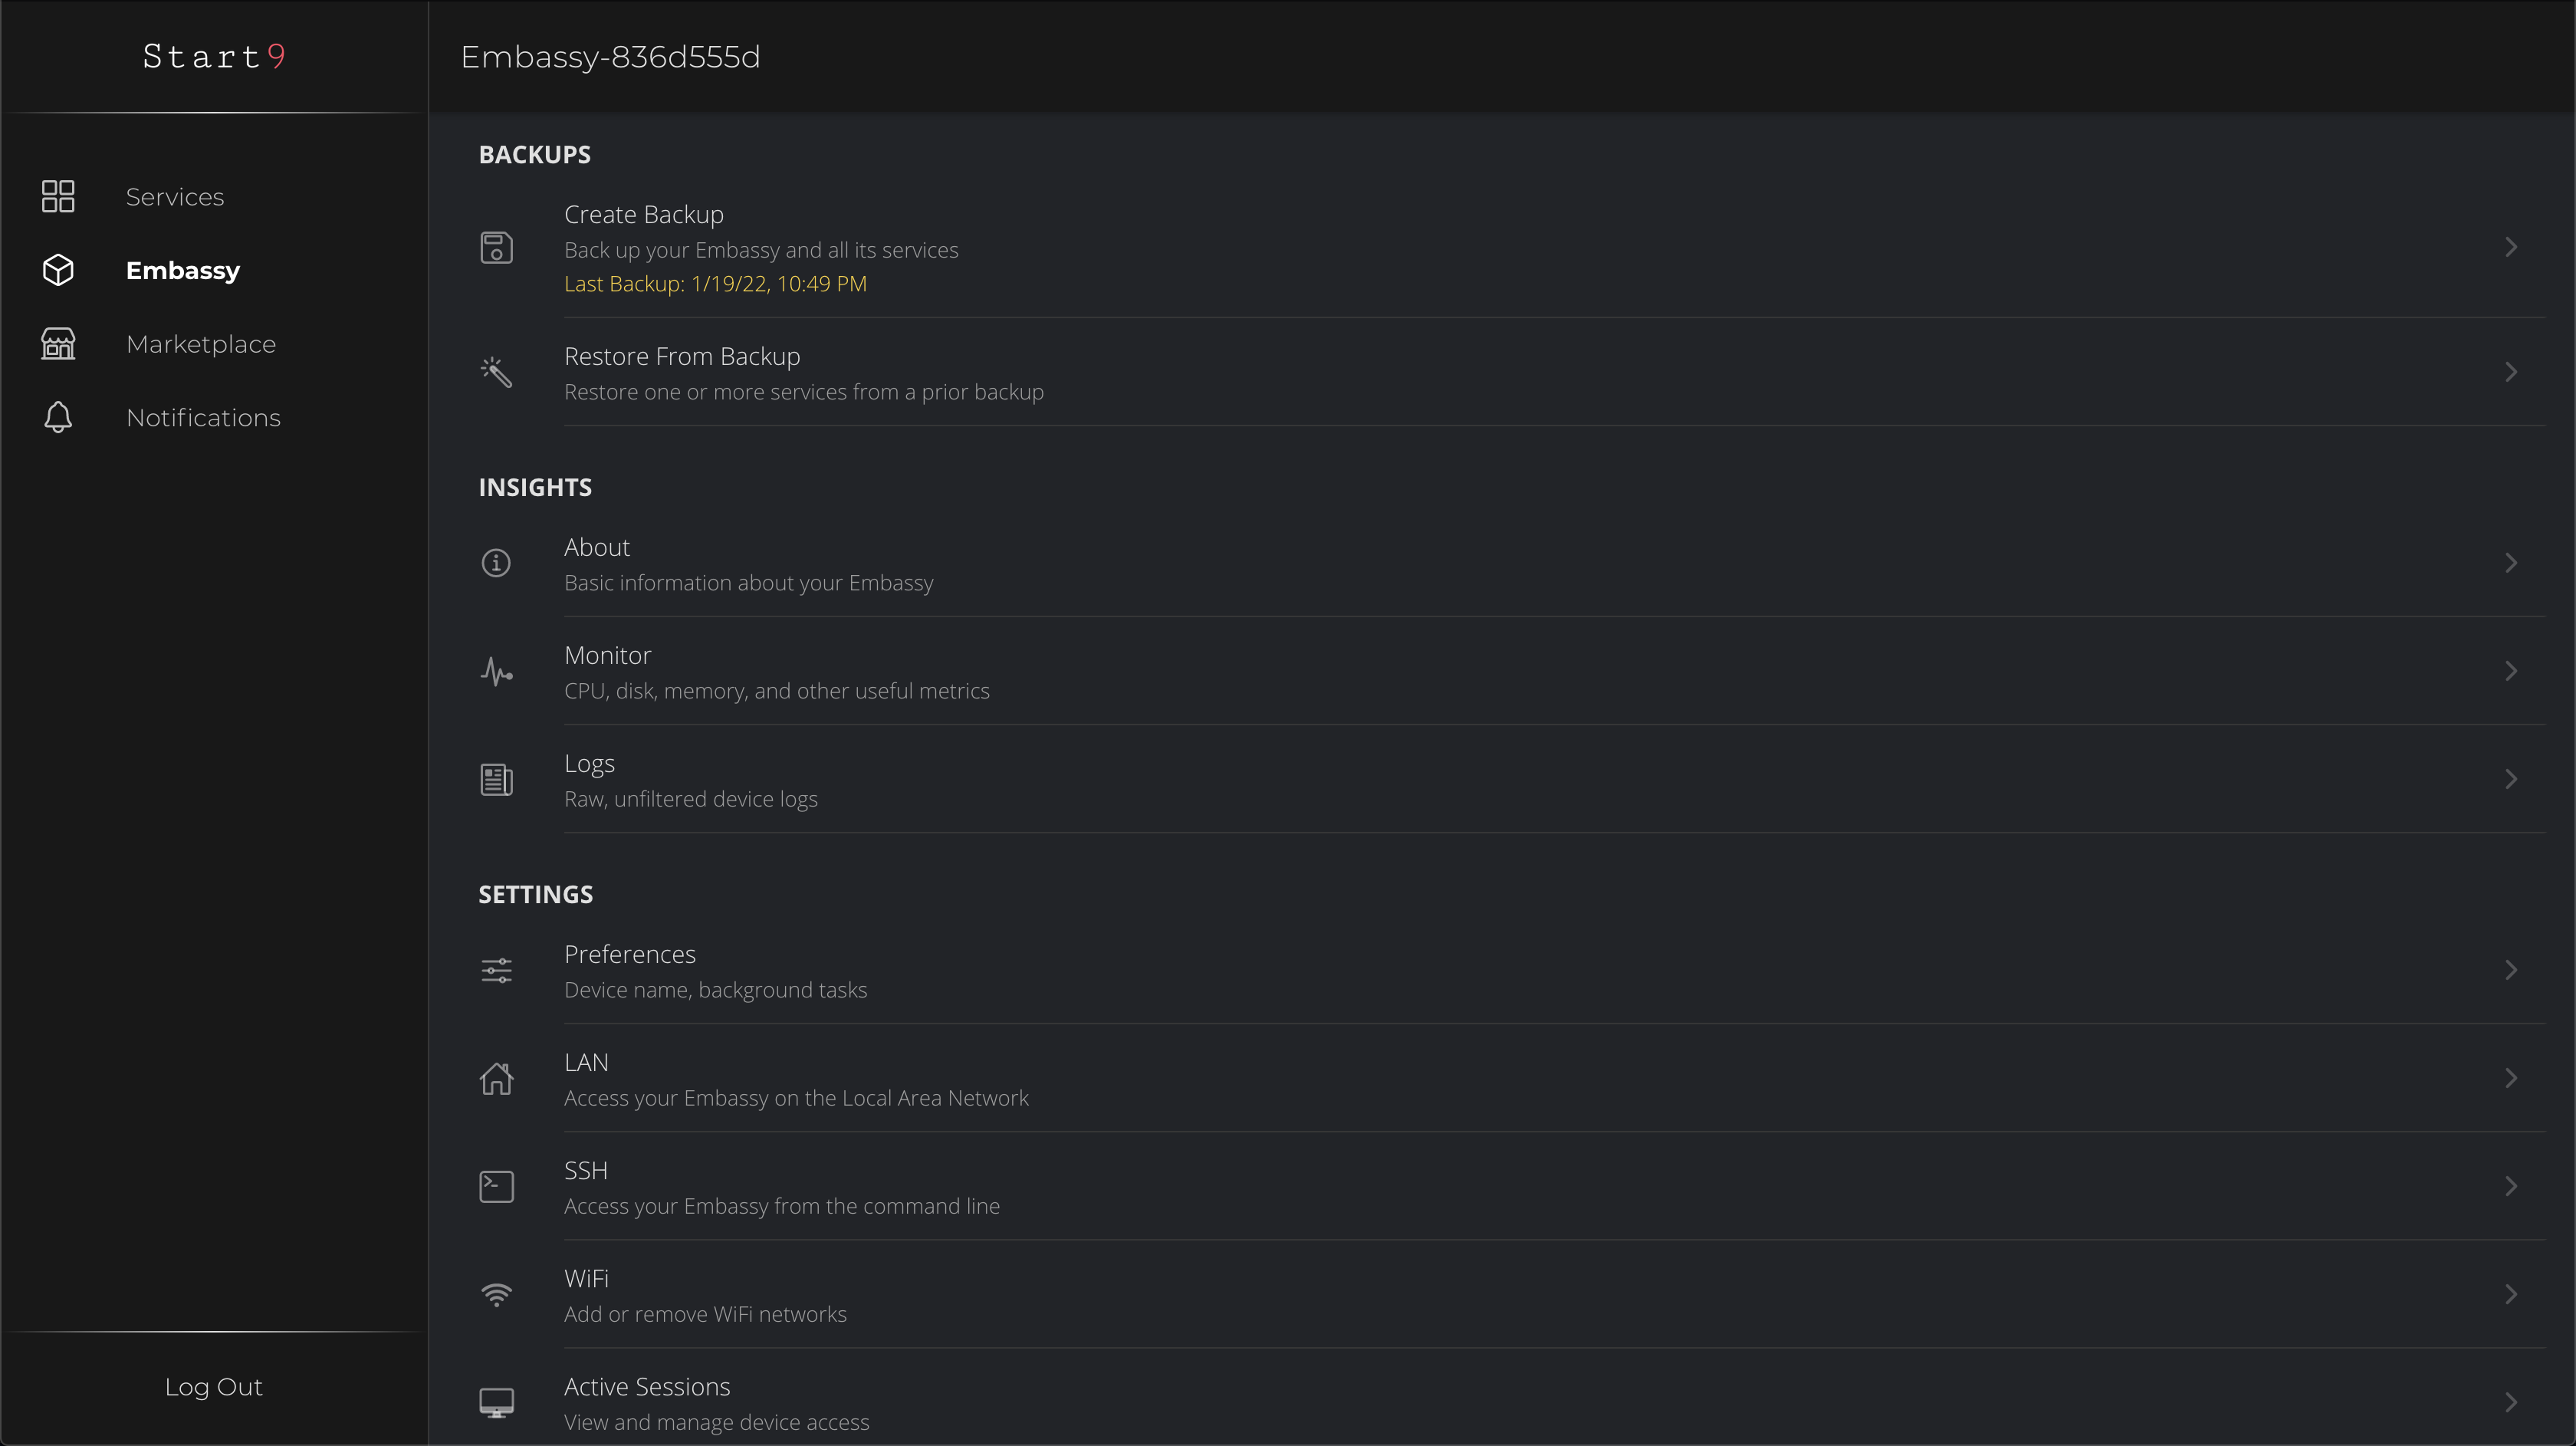 Start9
Embassy-836d555d
Services
Embassy
Marketplace
Notifications
Log Out
BACKUPS
Create Backup
Back up your Embassy and all its services
Last Backup: 1/19/22, 10:49 PM
Restore From Backup
Restore one or more services from a prior backup
INSIGHTS
About
Basic information about your Embassy
Monitor
CPU, disk, memory, and other useful metrics
Logs
Raw, unfiltered device logs
SETTINGS
Preferences
Device name, background tasks
LAN
Access your Embassy on the Local Area Network
SSH
Access your Embassy from the command line
WiFi
Add or remove WiFi networks
Active Sessions
View and manage device access